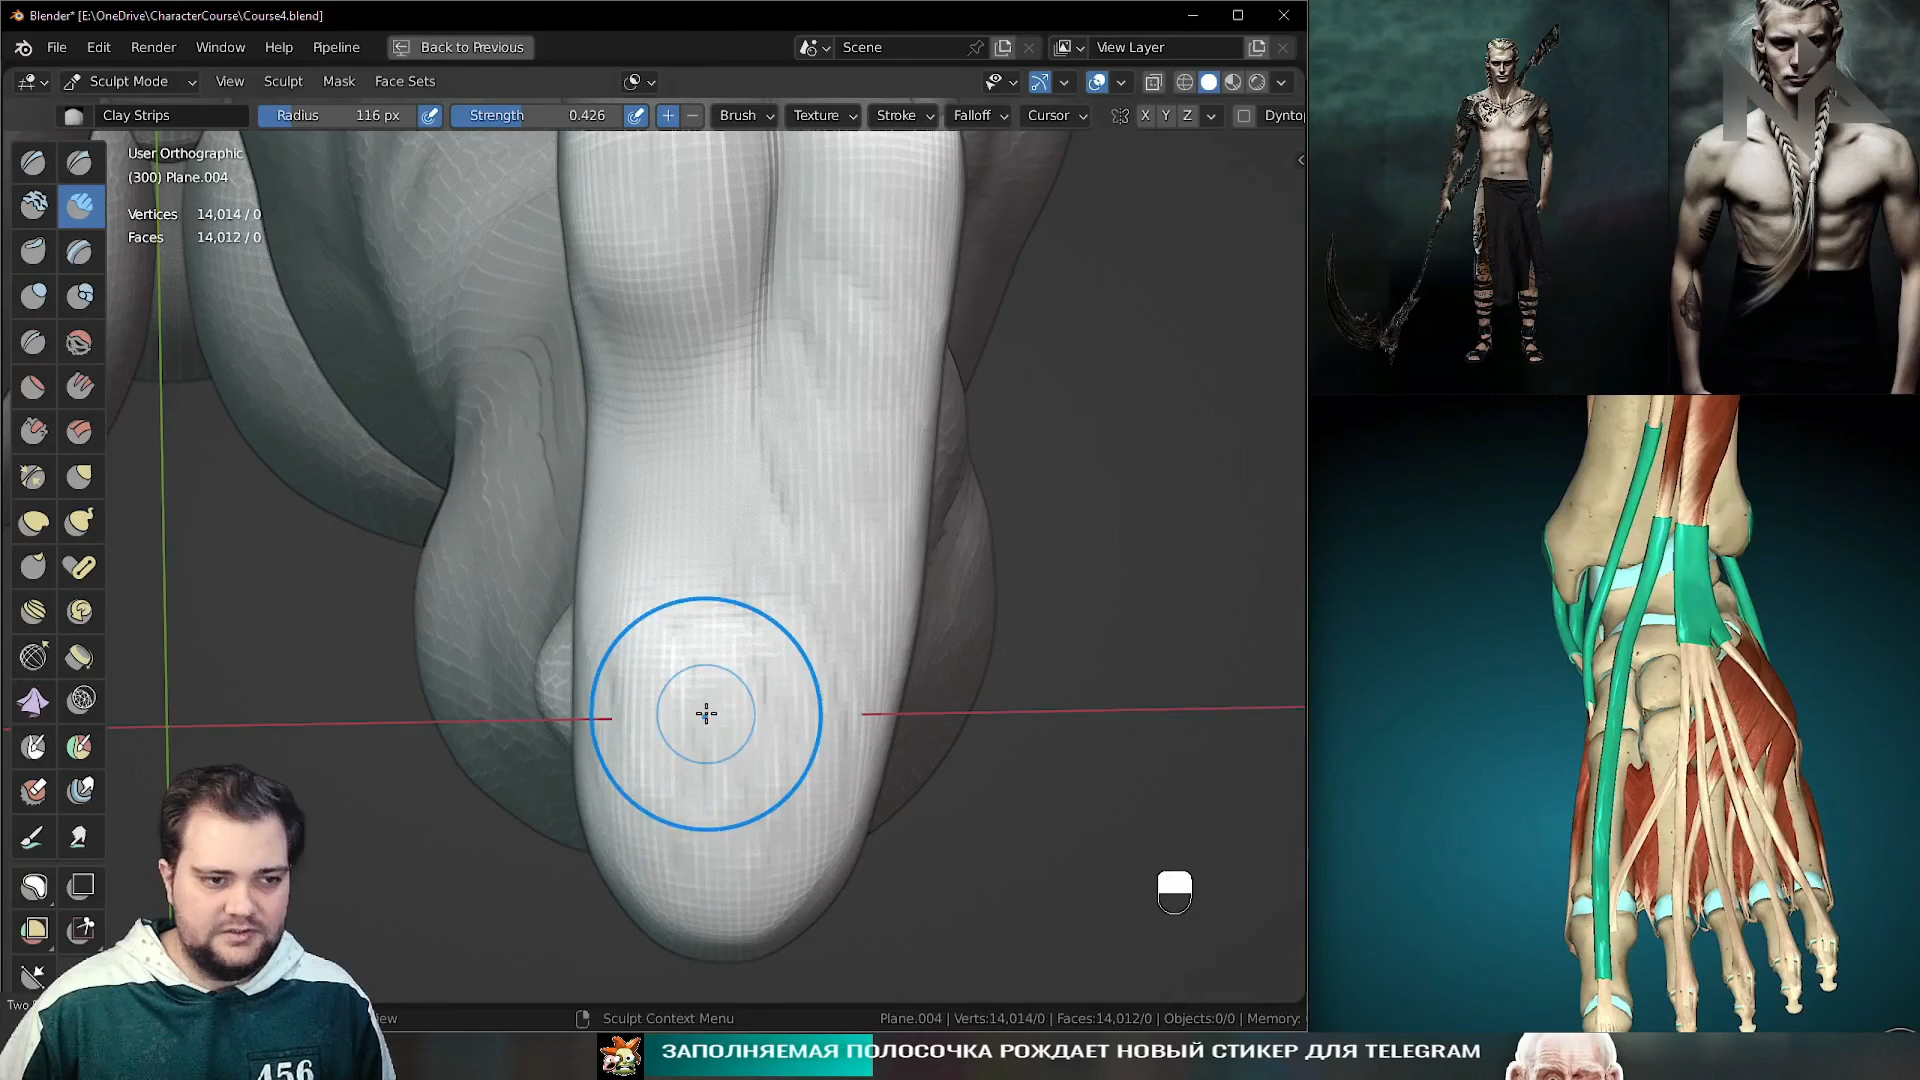 Blender* [E:\OneDrive\CharacterCourse\Course4.blend]
File Edit Render Window Help Pipeline Back to Previous Scene View Layer
Sculpt Mode View Sculpt Mask Face Sets
Clay Strips Radius 116 px Strength 0.426 Brush Texture Stroke Falloff Cursor X Y Z Dynto
User Orthographic
(300) Plane.004
Vertices 14,014 / 0
Faces 14,012 / 0
456
Sculpt Context Menu Plane.004 | Verts:14,014/0 | Faces:14,012/0 | Objects:0/0 | Memory:
ЗАПОЛНЯЕМАЯ ПОЛОСОЧКА РОЖДАЕТ НОВЫЙ СТИКЕР ДЛЯ TELEGRAM